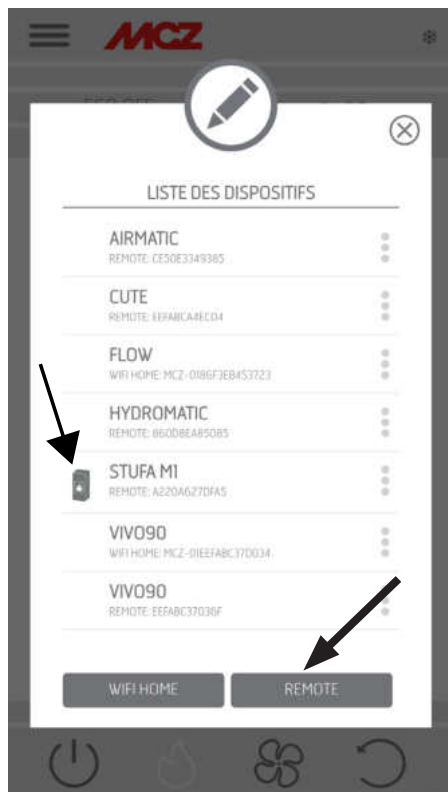 MCZ
LISTE DES DISPOSITIFS
AIRMATIC
REMOTE: CE50E3349385
CUTE
REMOTE: EEFABCA4EC04
FLOW
WIFI HOME: MCZ-0186F3EB453723
HYDROMATIC
REMOTE: 860D8EA85085
STUFA M1
REMOTE: A220A627DFA5
VIVO90
WIFI HOME: MCZ-01EEFABC37D034
VIVO90
REMOTE: EEFABC37036F
WIFI HOME
REMOTE